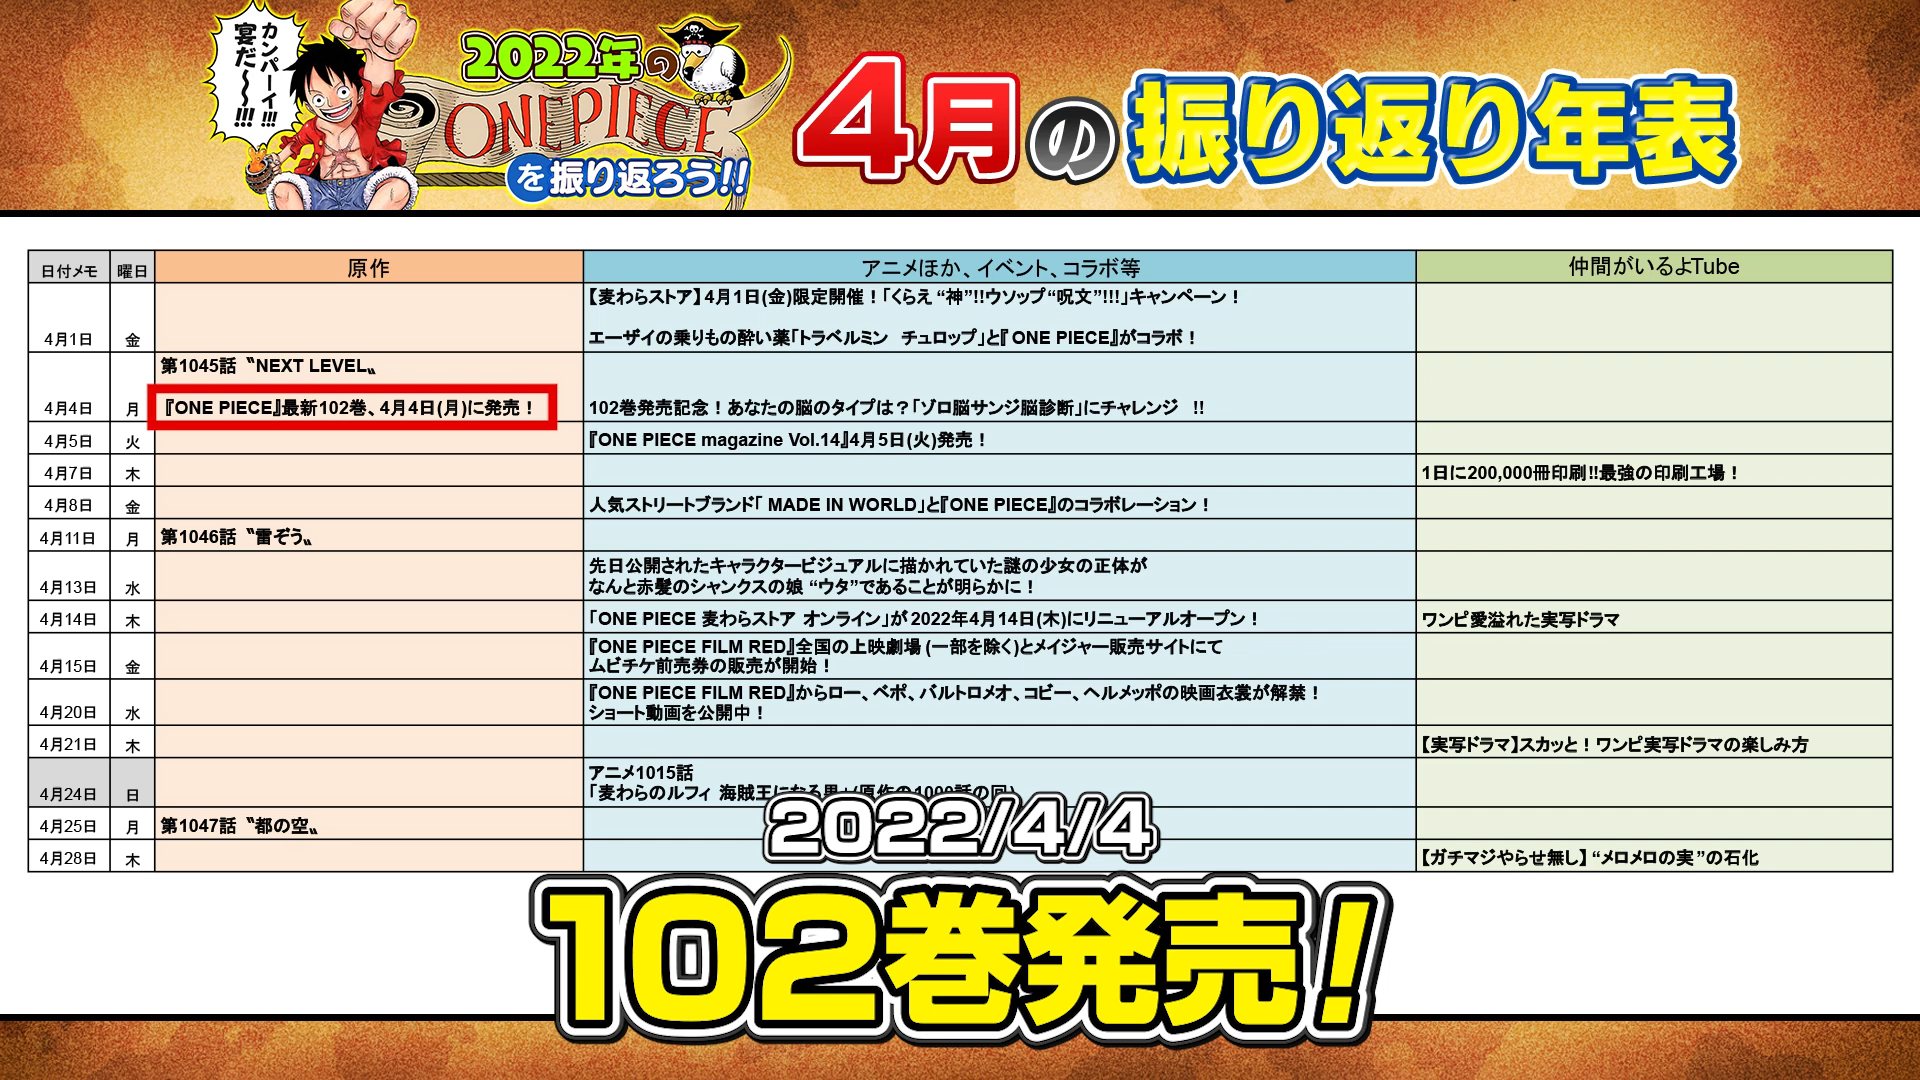 カンパーイ!!!
宴だ〜〜!!!
2022年の
ONE PIECE
を振り返ろう!!
4月の振り返り年表
日付メモ 曜日 原作 アニメほか、イベント、コラボ等 仲間がいるよTube
4月1日 金 【麦わらストア】4月1日(金)限定開催！「くらえ “神”!!ウソップ“呪文”!!!」キャンペーン！
エーザイの乗りもの酔い薬「トラベルミン チュロップ」と『ONE PIECE』がコラボ！
第1045話 〝NEXT LEVEL〟
4月4日 月 『ONE PIECE』最新102巻、4月4日(月)に発売！ 102巻発売記念！あなたの脳のタイプは？「ゾロ脳サンジ脳診断」にチャレンジ !!
4月5日 火 『ONE PIECE magazine Vol.14』4月5日(火)発売！
4月7日 木 1日に200,000冊印刷!!最強の印刷工場！
4月8日 金 人気ストリートブランド「 MADE IN WORLD」と『ONE PIECE』のコラボレーション！
4月11日 月 第1046話 〝雷ぞう〟
4月13日 水 先日公開されたキャラクタービジュアルに描かれていた謎の少女の正体が
なんと赤髪のシャンクスの娘 “ウタ”であることが明らかに！
4月14日 木 「ONE PIECE 麦わらストア オンライン」が2022年4月14日(木)にリニューアルオープン！ ワンピ愛溢れた実写ドラマ
4月15日 金 『ONE PIECE FILM RED』全国の上映劇場 (一部を除く)とメイジャー販売サイトにて
ムビチケ前売券の販売が開始！
4月20日 水 『ONE PIECE FILM RED』からロー、ベポ、バルトロメオ、コビー、ヘルメッポの映画衣裳が解禁！
ショート動画を公開中！
4月21日 木 【実写ドラマ】スカッと！ワンピ実写ドラマの楽しみ方
4月24日 日 アニメ1015話
「麦わらのルフィ 海賊王になる男」(原作の1000話の回)
4月25日 月 第1047話 〝都の空〟
4月28日 木 【ガチマジやらせ無し】“メロメロの実”の石化
2022/4/4
102巻発売！